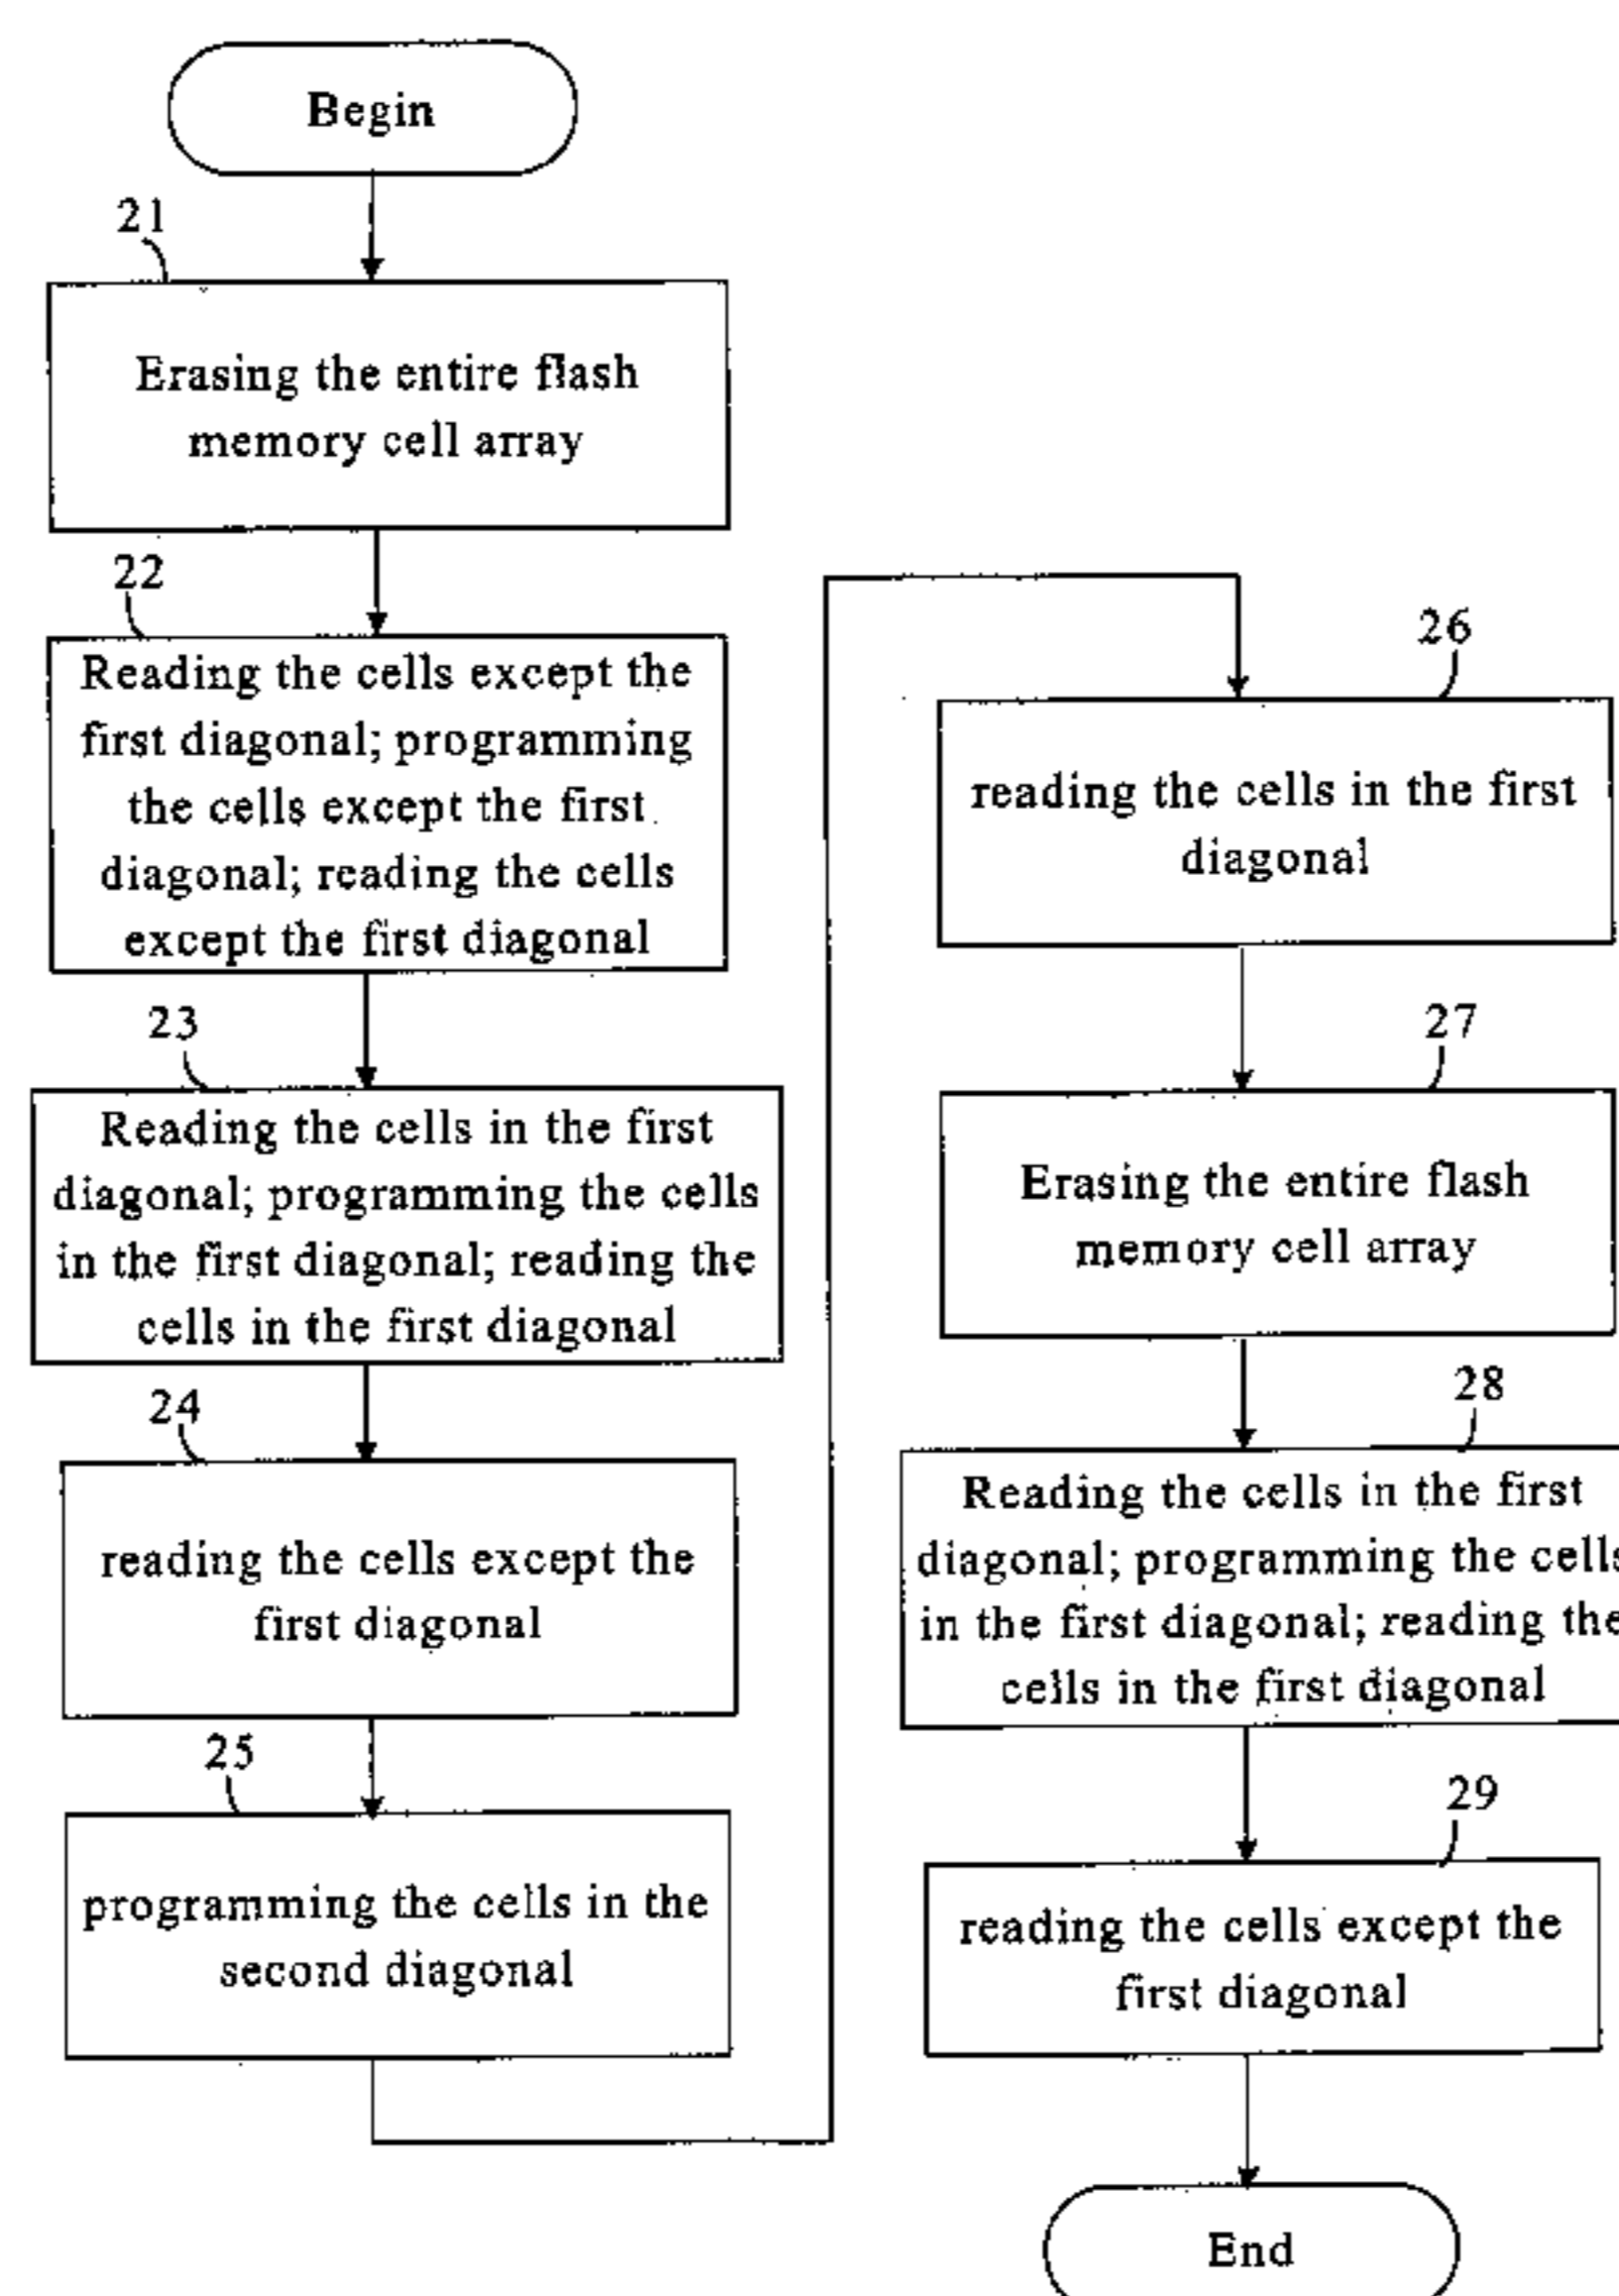 Begin
21
Erasing the entire flash
memory cell array
22
Reading the cells except the
first diagonal; programming
the cells except the first
diagonal; reading the cells
except the first diagonal
23
Reading the cells in the first
diagonal; programming the cells
in the first diagonal; reading the
cells in the first diagonal
24
reading the cells except the
first diagonal
25
programming the cells in the
second diagonal
26
reading the cells in the first
diagonal
27
Erasing the entire flash
memory cell array
28
Reading the cells in the first
diagonal; programming the cells
in the first diagonal; reading the
cells in the first diagonal
29
reading the cells except the
first diagonal
End